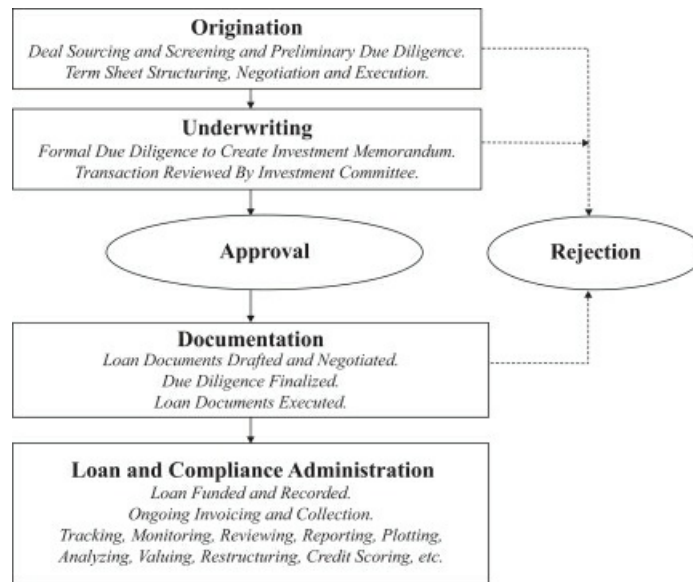 Origination
Deal Sourcing and Screening and Preliminary Due Diligence.
Term Sheet Structuring, Negotiation and Execution.
Underwriting
Formal Due Diligence to Create Investment Memorandum.
Transaction Reviewed By Investment Committee.
Approval
Rejection
Documentation
Loan Documents Drafted and Negotiated.
Due Diligence Finalized.
Loan Documents Executed.
Loan and Compliance Administration
Loan Funded and Recorded.
Ongoing Invoicing and Collection.
Tracking, Monitoring, Reviewing, Reporting, Plotting,
Analyzing, Valuing, Restructuring, Credit Scoring, etc.